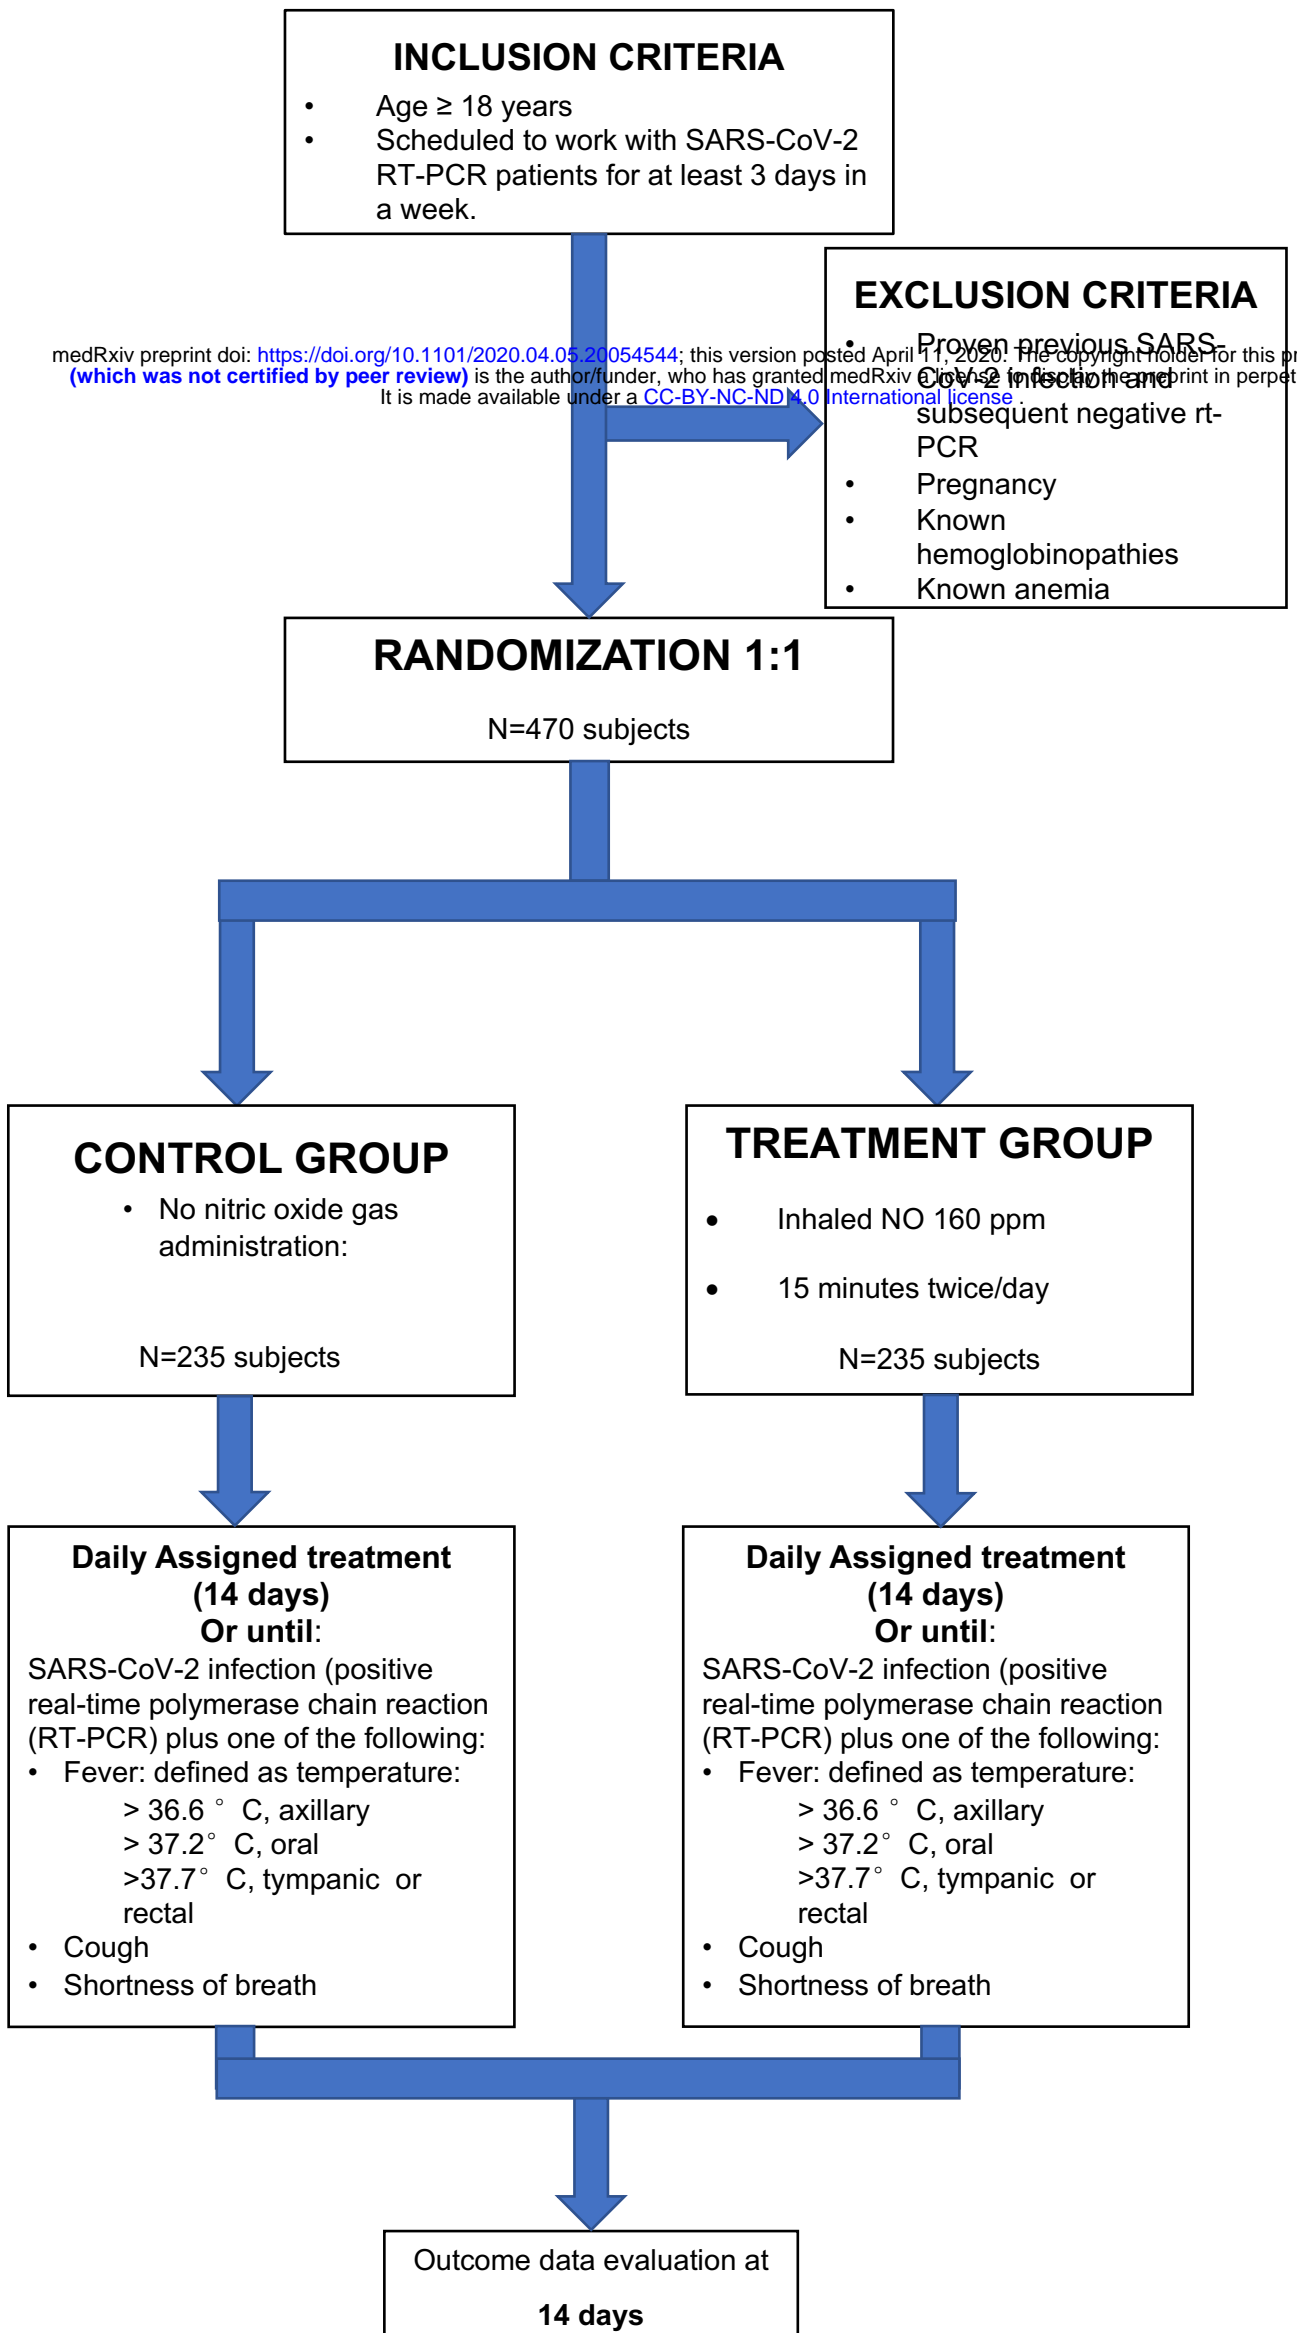 INCLUSION CRITERIA
• Age ≥ 18 years
• Scheduled to work with SARS-CoV-2
RT-PCR patients for at least 3 days in
a week.
EXCLUSION CRITERIA
• Proven previous SARS-
CoV-2 infection and
subsequent negative rt-
PCR
• Pregnancy
• Known
hemoglobinopathies
• Known anemia
medRxiv preprint doi: https://doi.org/10.1101/2020.04.05.20054544; this version posted April 11, 2020. The copyright holder for this
(which was not certified by peer review) is the author/funder, who has granted medRxiv a license to display the preprint in
It is made available under a CC-BY-NC-ND 4.0 International license .
RANDOMIZATION 1:1
N=470 subjects
CONTROL GROUP
• No nitric oxide gas
administration:
N=235 subjects
TREATMENT GROUP
• Inhaled NO 160 ppm
• 15 minutes twice/day
N=235 subjects
Daily Assigned treatment
(14 days)
Or until:
SARS-CoV-2 infection (positive
real-time polymerase chain reaction
(RT-PCR) plus one of the following:
• Fever: defined as temperature:
> 36.6 ° C, axillary
> 37.2° C, oral
>37.7° C, tympanic or
rectal
• Cough
• Shortness of breath
Daily Assigned treatment
(14 days)
Or until:
SARS-CoV-2 infection (positive
real-time polymerase chain reaction
(RT-PCR) plus one of the following:
• Fever: defined as temperature:
> 36.6 ° C, axillary
> 37.2° C, oral
>37.7° C, tympanic or
rectal
• Cough
• Shortness of breath
Outcome data evaluation at
14 days